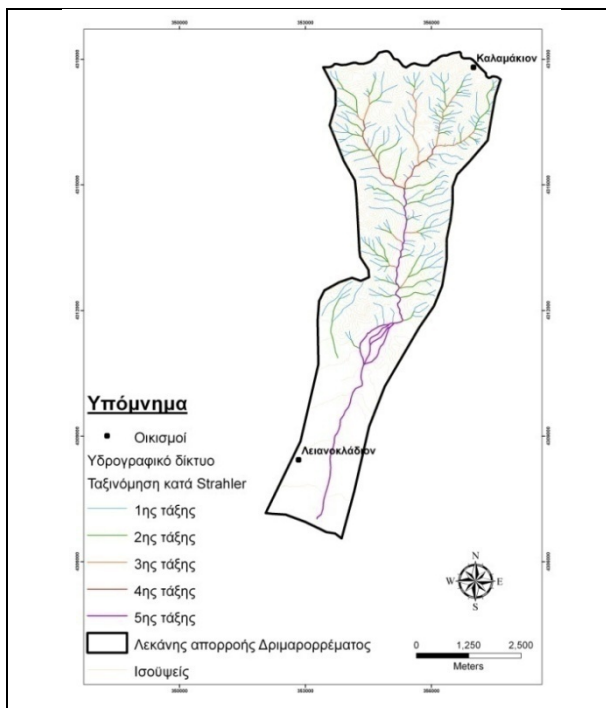 Καλαμάκιον
Λειανοκλάδιον
Υπόμνημα
Οικισμοί
Υδρογραφικό δίκτυο
Ταξινόμηση κατά Strahler
1ης τάξης
2ης τάξης
3ης τάξης
4ης τάξης
5ης τάξης
Λεκάνης απορροής Δριμαρορρέματος
Ισοϋψείς
N
W E
S
0 1,250 2,500
Meters